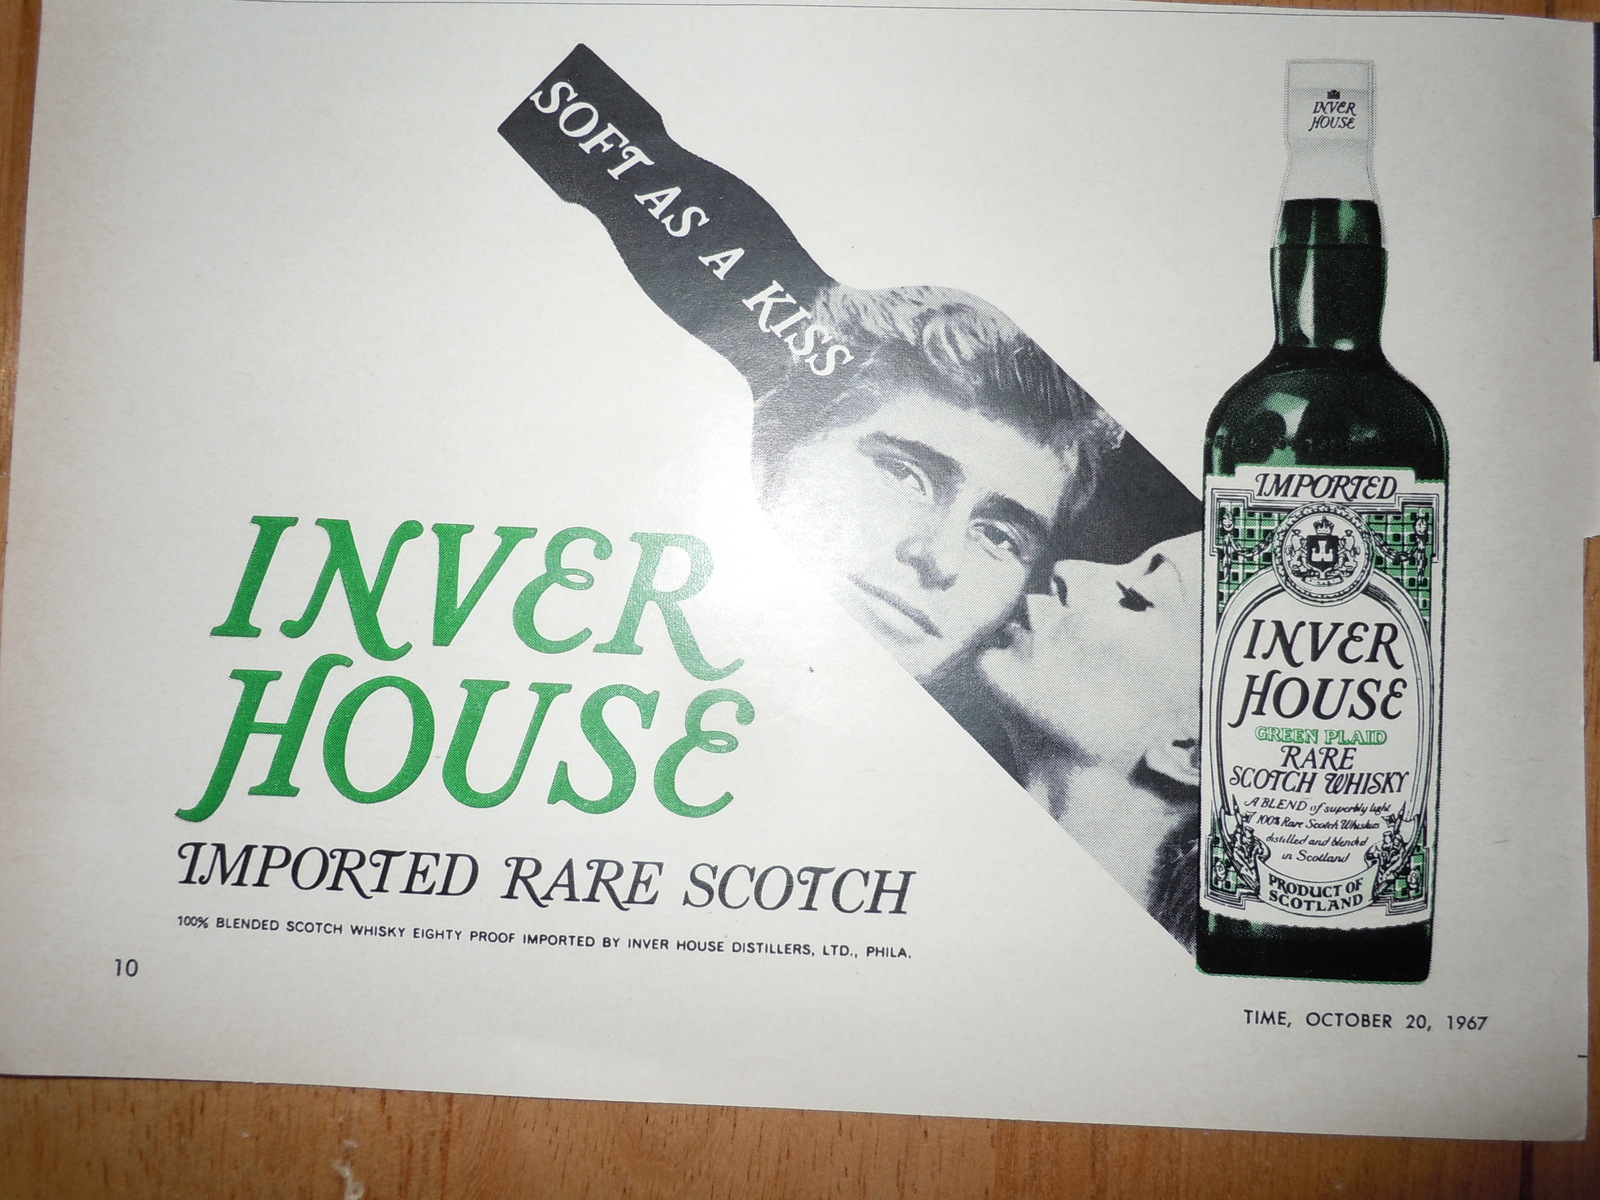 SOFT AS A KISS
INVER
HOUSE
IMPORTED RARE SCOTCH
100% BLENDED SCOTCH WHISKY EIGHTY PROOF IMPORTED BY INVER HOUSE DISTILLERS, LTD., PHILA.
10
INVER
HOUSE
IMPORTED
INVER
HOUSE
GREEN PLAID
RARE
SCOTCH WHISKY
A BLEND of superbly light
100% Rare Scotch Whiskies
distilled and blended
in Scotland
PRODUCT OF
SCOTLAND
TIME, OCTOBER 20, 1967